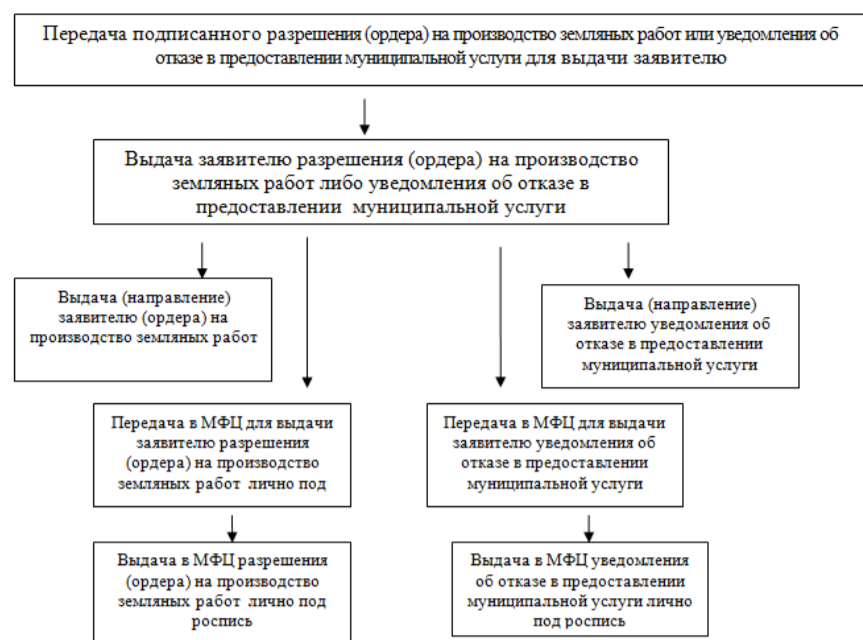 Передача подписанного разрешения (ордера) на производство земляных работ или уведомления об
отказе в предоставлении муниципальной услуги для выдачи заявителю
Выдача заявителю разрешения (ордера) на производство
земляных работ либо уведомления об отказе в
предоставлении муниципальной услуги
Выдача (направление)
заявителю (ордера) на
производство земляных работ
Выдача (направление)
заявителю уведомления об
отказе в предоставлении
муниципальной услуги
Передача в МФЦ для выдачи
заявителю разрешения
(ордера) на производство
земляных работ лично под
Передача в МФЦ для выдачи
заявителю уведомления об
отказе в предоставлении
муниципальной услуги
Выдача в МФЦ разрешения
(ордера) на производство
земляных работ лично под
роспись
Выдача в МФЦ уведомления
об отказе в предоставлении
муниципальной услуги лично
под роспись